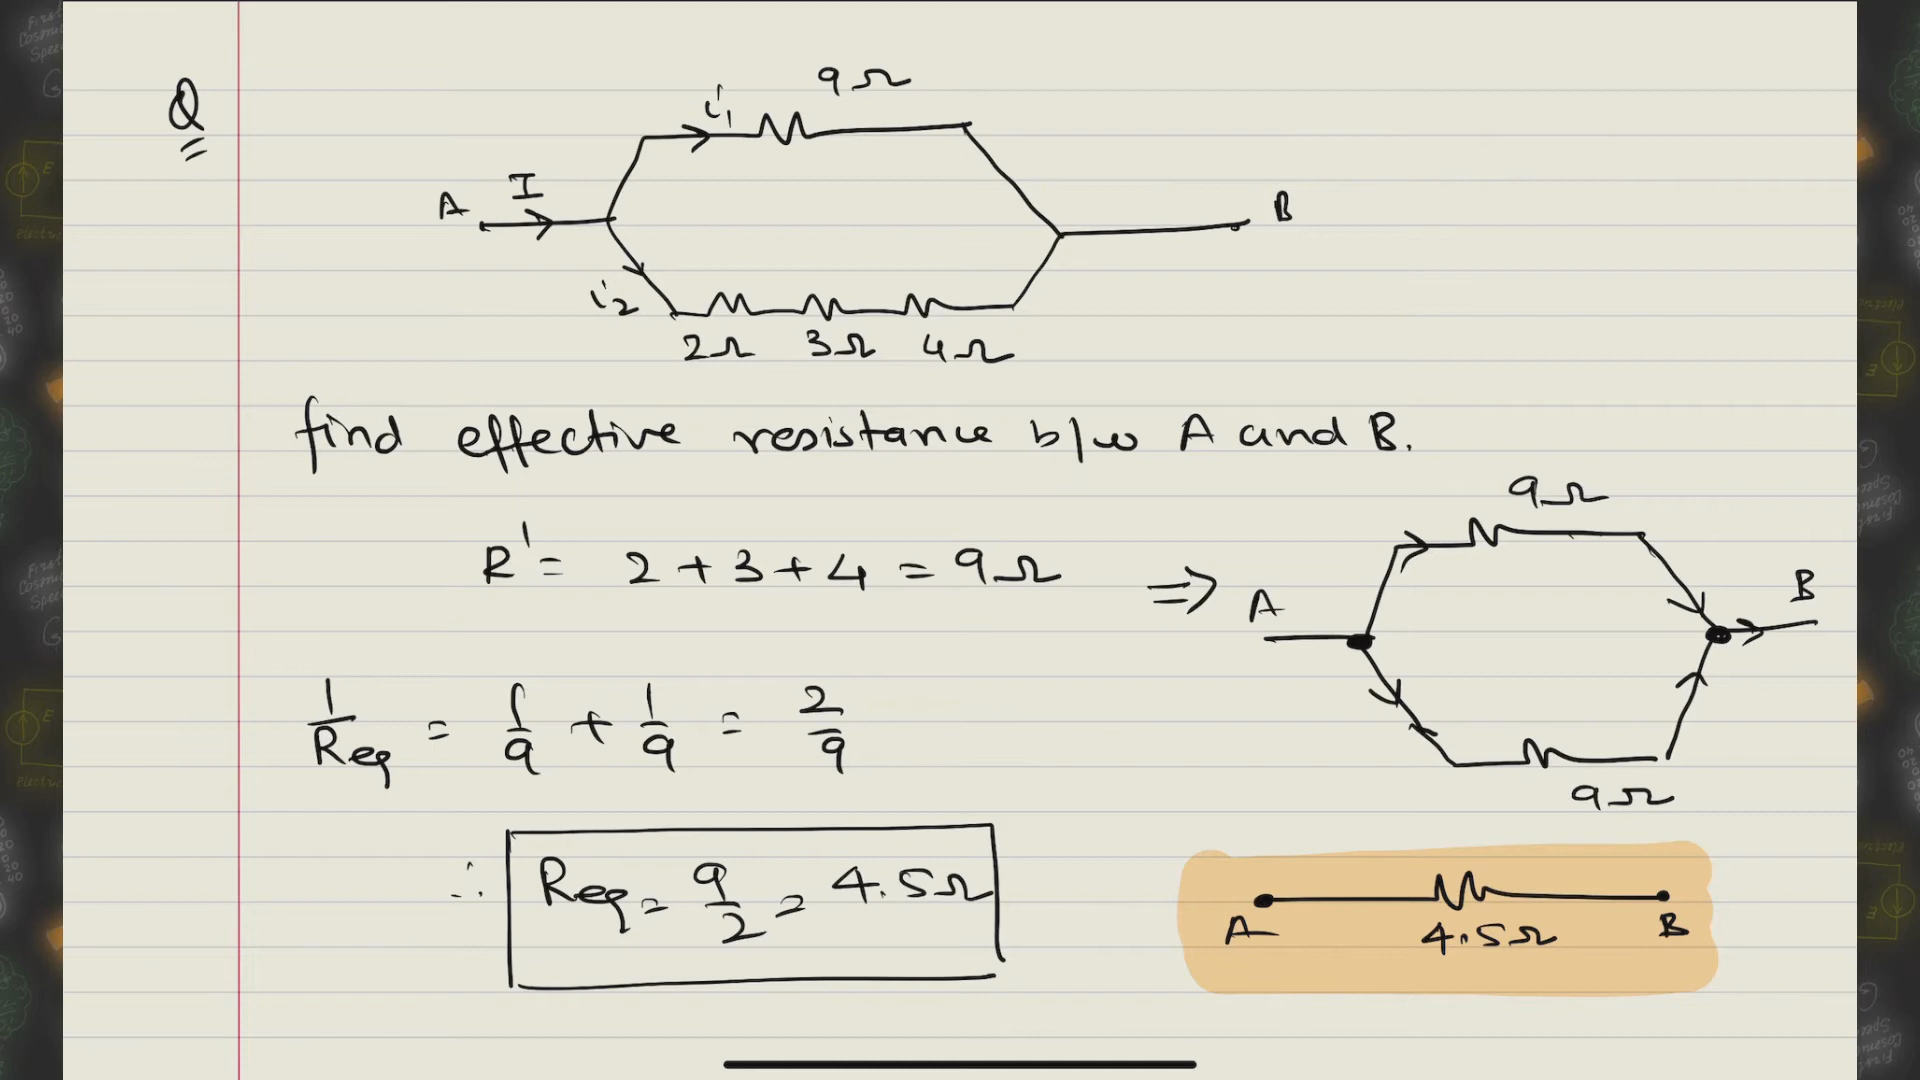 Q
9Ω
i₁
A I B
i₂
2Ω 3Ω 4Ω
find effective resistance b/w A and B.
9Ω
R' = 2 + 3 + 4 = 9Ω
⇒ A B
1/Req = 1/9 + 1/9 = 2/9
9Ω
∴ Req = 9/2 = 4.5Ω
A 4.5Ω B